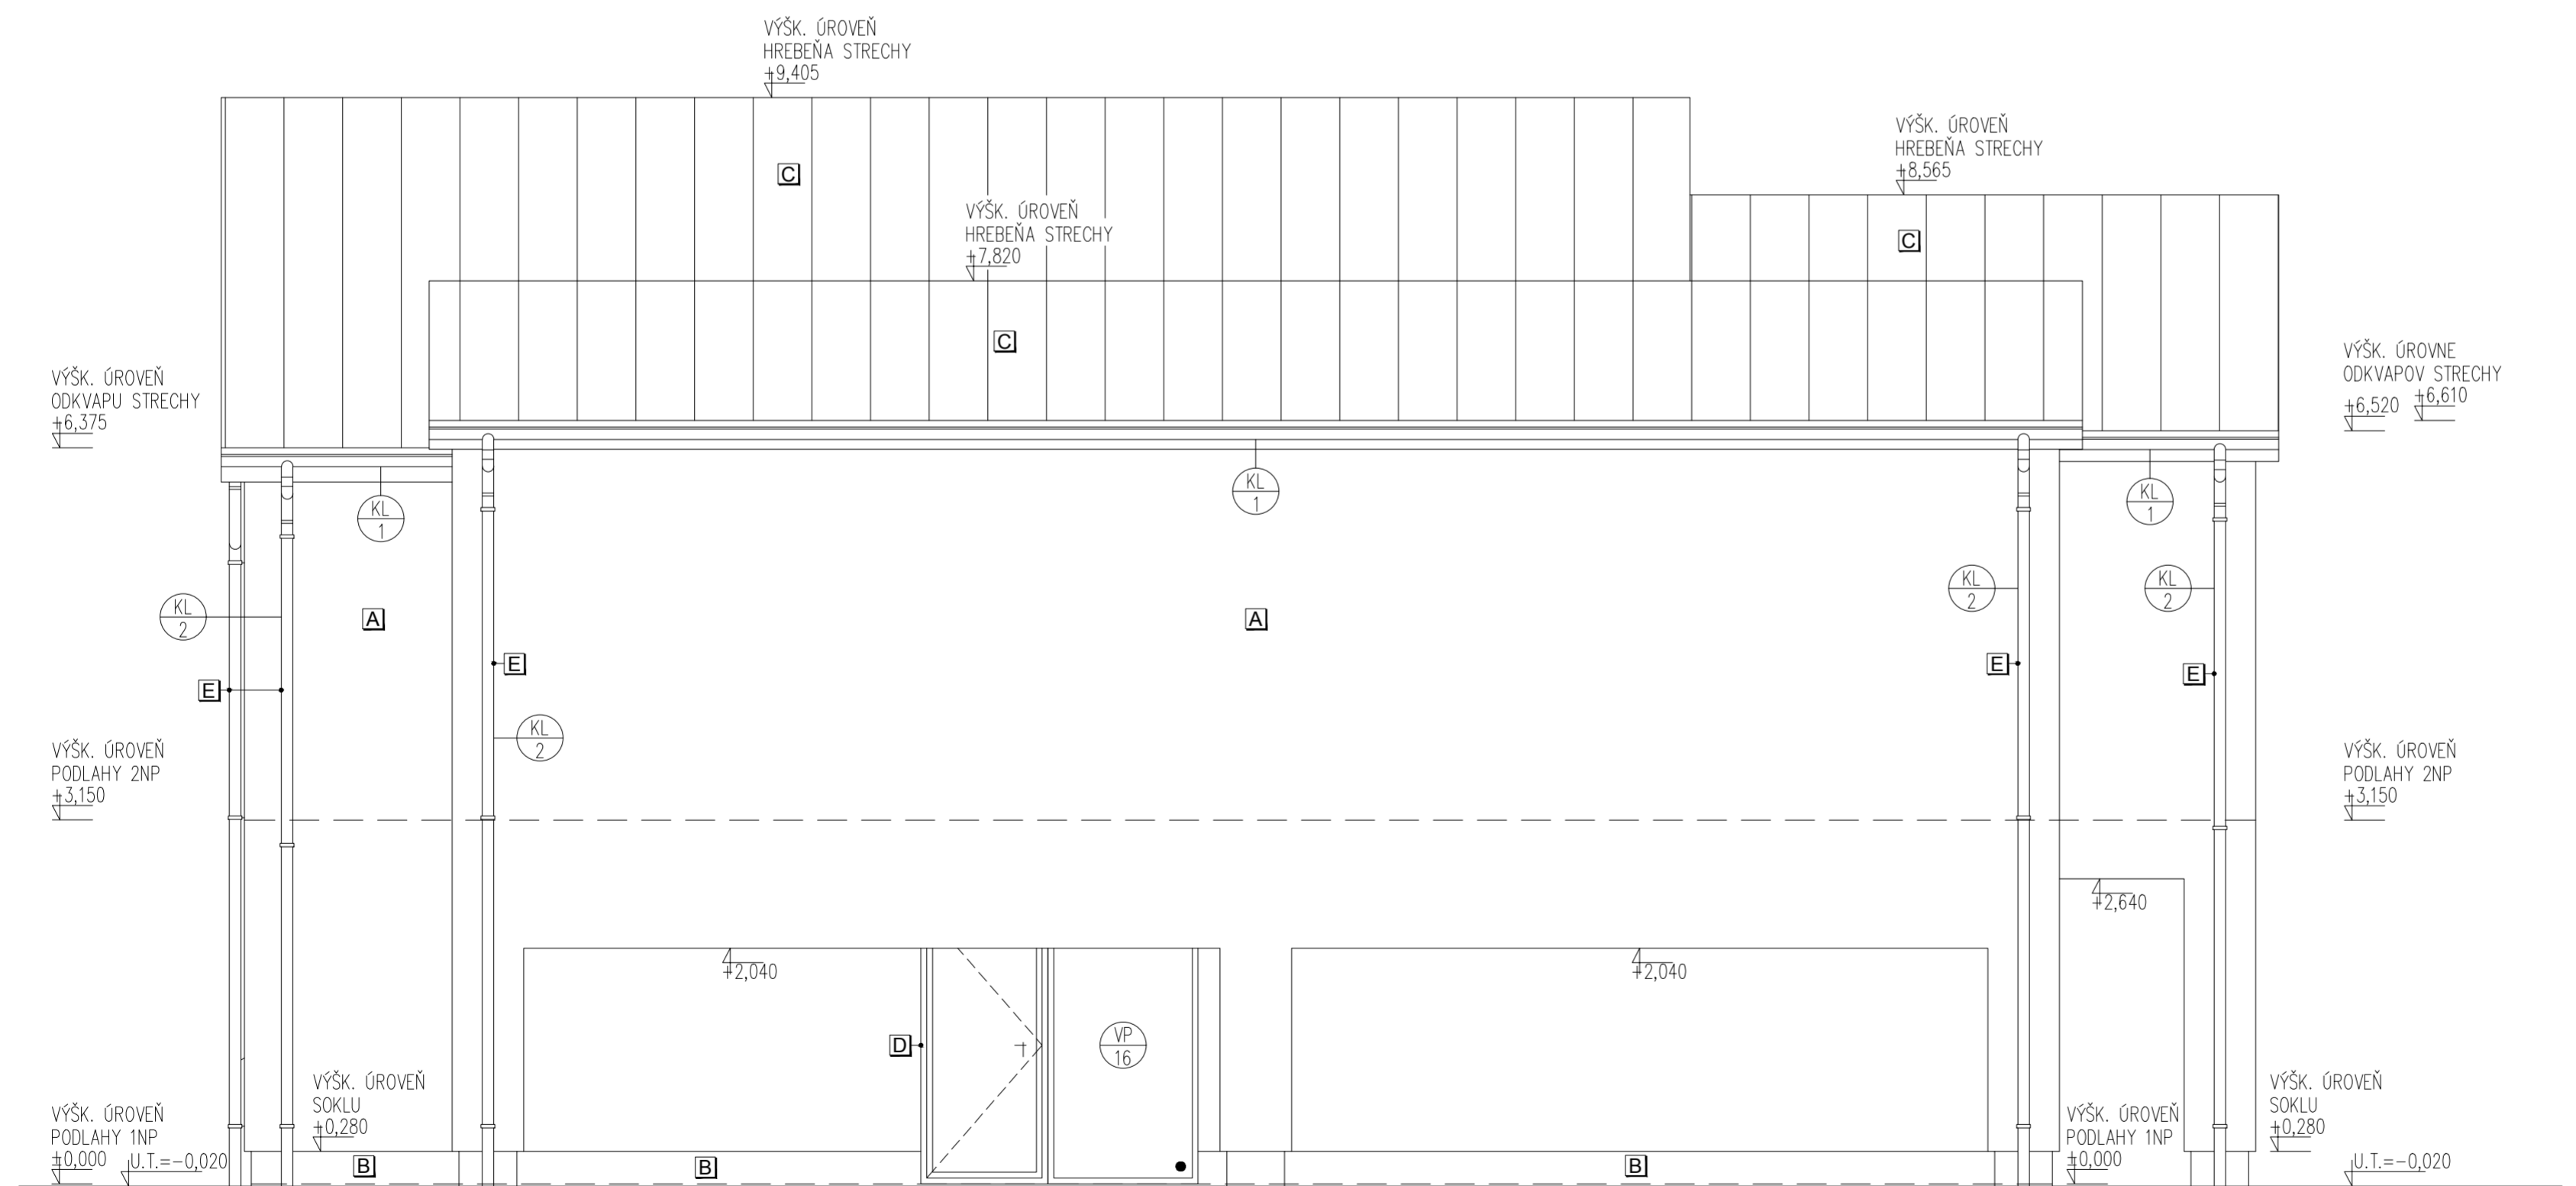 VÝŠK. ÚROVEŇ
HREBEŇA STRECHY
+9,405
VÝŠK. ÚROVEŇ
HREBEŇA STRECHY
+8,565
C
VÝŠK. ÚROVEŇ
HREBEŇA STRECHY
+7,820
C
C
VÝŠK. ÚROVEŇ
ODKVAPU STRECHY
+6,375
VÝŠK. ÚROVNE
ODKVAPOV STRECHY
+6,520 +6,610
KL
1
KL
1
KL
1
KL
2
A
A
KL
2
KL
2
E
E
E
E
KL
2
VÝŠK. ÚROVEŇ
PODLAHY 2NP
+3,150
VÝŠK. ÚROVEŇ
PODLAHY 2NP
+3,150
+2,640
+2,040
+2,040
D
VP
16
VÝŠK. ÚROVEŇ
SOKLU
+0,280
VÝŠK. ÚROVEŇ
SOKLU
+0,280
VÝŠK. ÚROVEŇ
PODLAHY 1NP
±0,000
U.T.=-0,020
VÝŠK. ÚROVEŇ
PODLAHY 1NP
±0,000
U.T.=-0,020
B
B
B